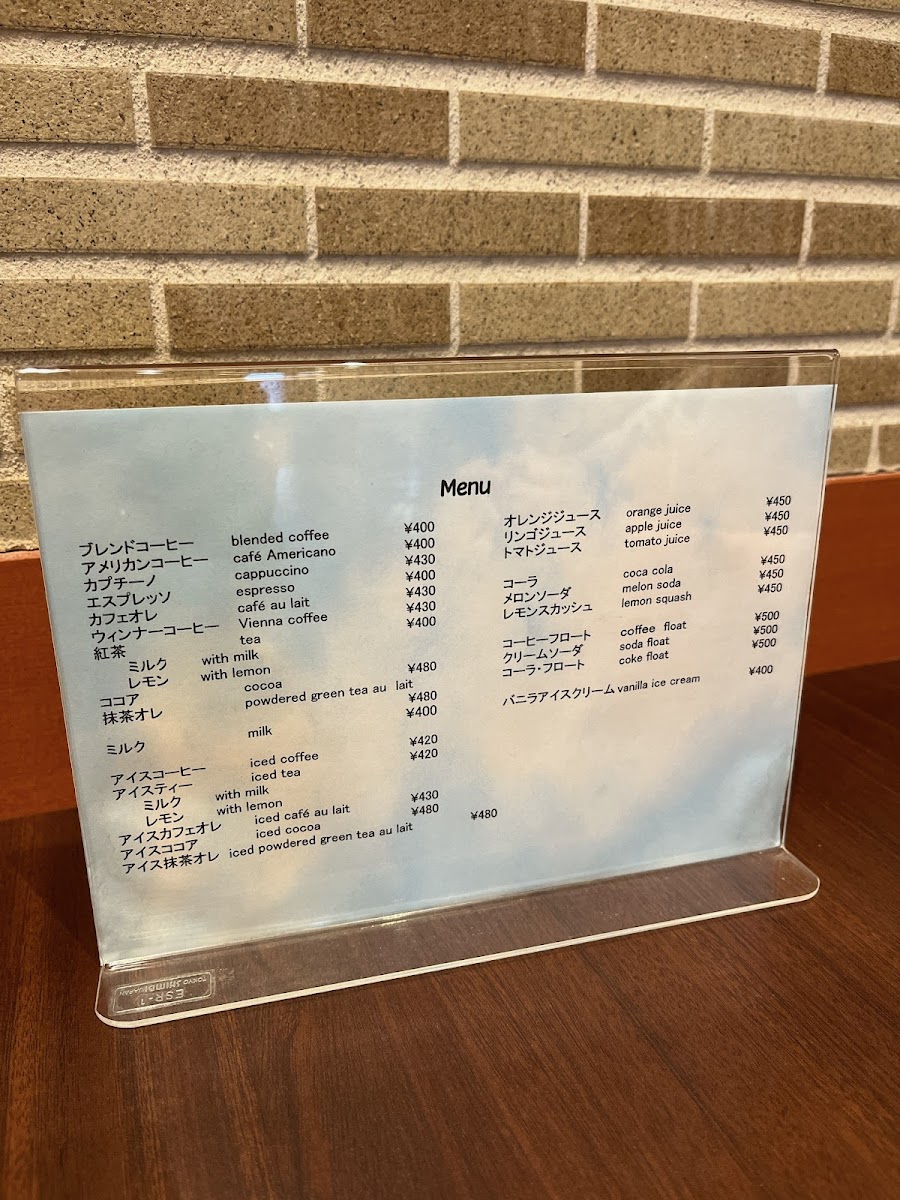 Menu
ブレンドコーヒー blended coffee ¥400
アメリカンコーヒー café Americano ¥400
カプチーノ cappuccino ¥430
エスプレッソ espresso ¥400
カフェオレ café au lait ¥430
ウィンナーコーヒー Vienna coffee ¥430
紅茶 tea ¥400
ミルク with milk
レモン with lemon
ココア cocoa ¥480
抹茶オレ powdered green tea au lait ¥480
ミルク milk ¥400
アイスコーヒー iced coffee ¥420
アイスティー iced tea ¥420
ミルク with milk
レモン with lemon
アイスカフェオレ iced café au lait ¥430
アイスココア iced cocoa ¥480
アイス抹茶オレ iced powdered green tea au lait ¥480
オレンジジュース orange juice ¥450
リンゴジュース apple juice ¥450
トマトジュース tomato juice ¥450
コーラ coca cola ¥450
メロンソーダ melon soda ¥450
レモンスカッシュ lemon squash ¥450
コーヒーフロート coffee float ¥500
クリームソーダ soda float ¥500
コーラ・フロート coke float ¥500
バニラアイスクリーム vanilla ice cream ¥400
ESR-1
TOKYO JAPAN